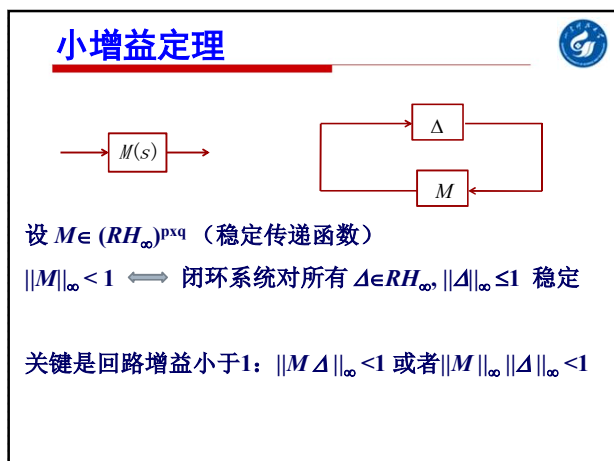 小增益定理
M(s)
Δ
M
设 M∈ (RH∞)ᵖˣᑫ （稳定传递函数）
||M||∞ < 1 ⟺ 闭环系统对所有 Δ∈RH∞, ||Δ||∞ ≤1 稳定
关键是回路增益小于1：||M Δ ||∞ <1 或者||M ||∞ ||Δ||∞ <1